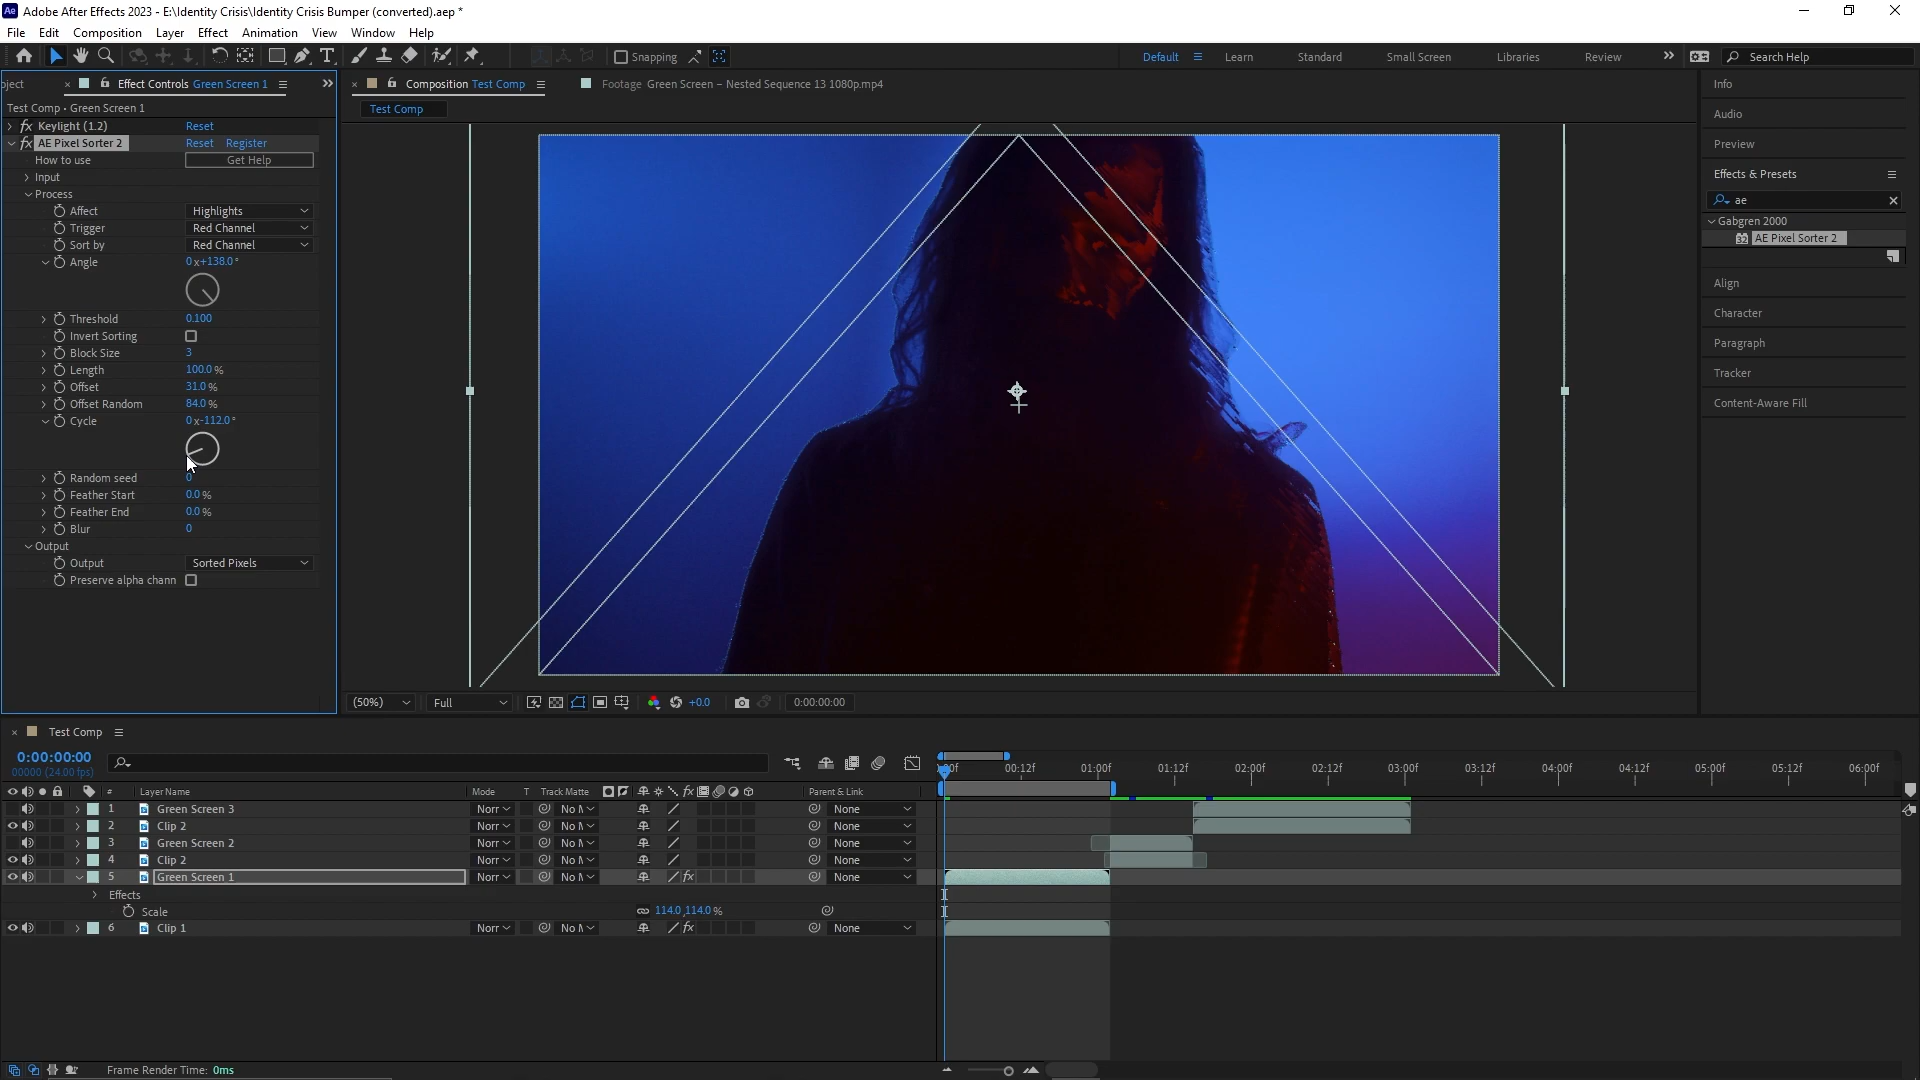 Ae Adobe After Effects 2023 - E:\Identity Crisis\Identity Crisis Bumper (converted).aep *
File Edit Composition Layer Effect Animation View Window Help
Snapping Default Learn Standard Small Screen Libraries Review Search Help
oject Effect Controls Green Screen 1
Composition Test Comp Footage Green Screen – Nested Sequence 13 1080p.mp4
Test Comp • Green Screen 1
Test Comp
fx Keylight (1.2) Reset
fx AE Pixel Sorter 2 Reset Register
How to use Get Help
Input
Process
Affect Highlights
Trigger Red Channel
Sort by Red Channel
Angle 0x+138.0°
Threshold 0.100
Invert Sorting
Block Size 3
Length 100.0 %
Offset 31.0 %
Offset Random 84.0 %
Cycle 0x-112.0°
Random seed 0
Feather Start 0.0 %
Feather End 0.0 %
Blur 0
Output
Output Sorted Pixels
Preserve alpha chann
(50%) Full +0.0 0:00:00:00
Info
Audio
Preview
Effects & Presets
ae
Gabgren 2000
32 AE Pixel Sorter 2
Align
Character
Paragraph
Tracker
Content-Aware Fill
Test Comp
0:00:00:00
00000 (24.00 fps)
00f 00:12f 01:00f 01:12f 02:00f 02:12f 03:00f 03:12f 04:00f 04:12f 05:00f 05:12f 06:00f
# Layer Name Mode T Track Matte fx Parent & Link
1 Green Screen 3 Norr No M None
2 Clip 2 Norr No M None
3 Green Screen 2 Norr No M None
4 Clip 2 Norr No M None
5 Green Screen 1 Norr No M fx None
Effects
Scale 114.0,114.0 %
6 Clip 1 Norr No M fx None
Frame Render Time: 0ms